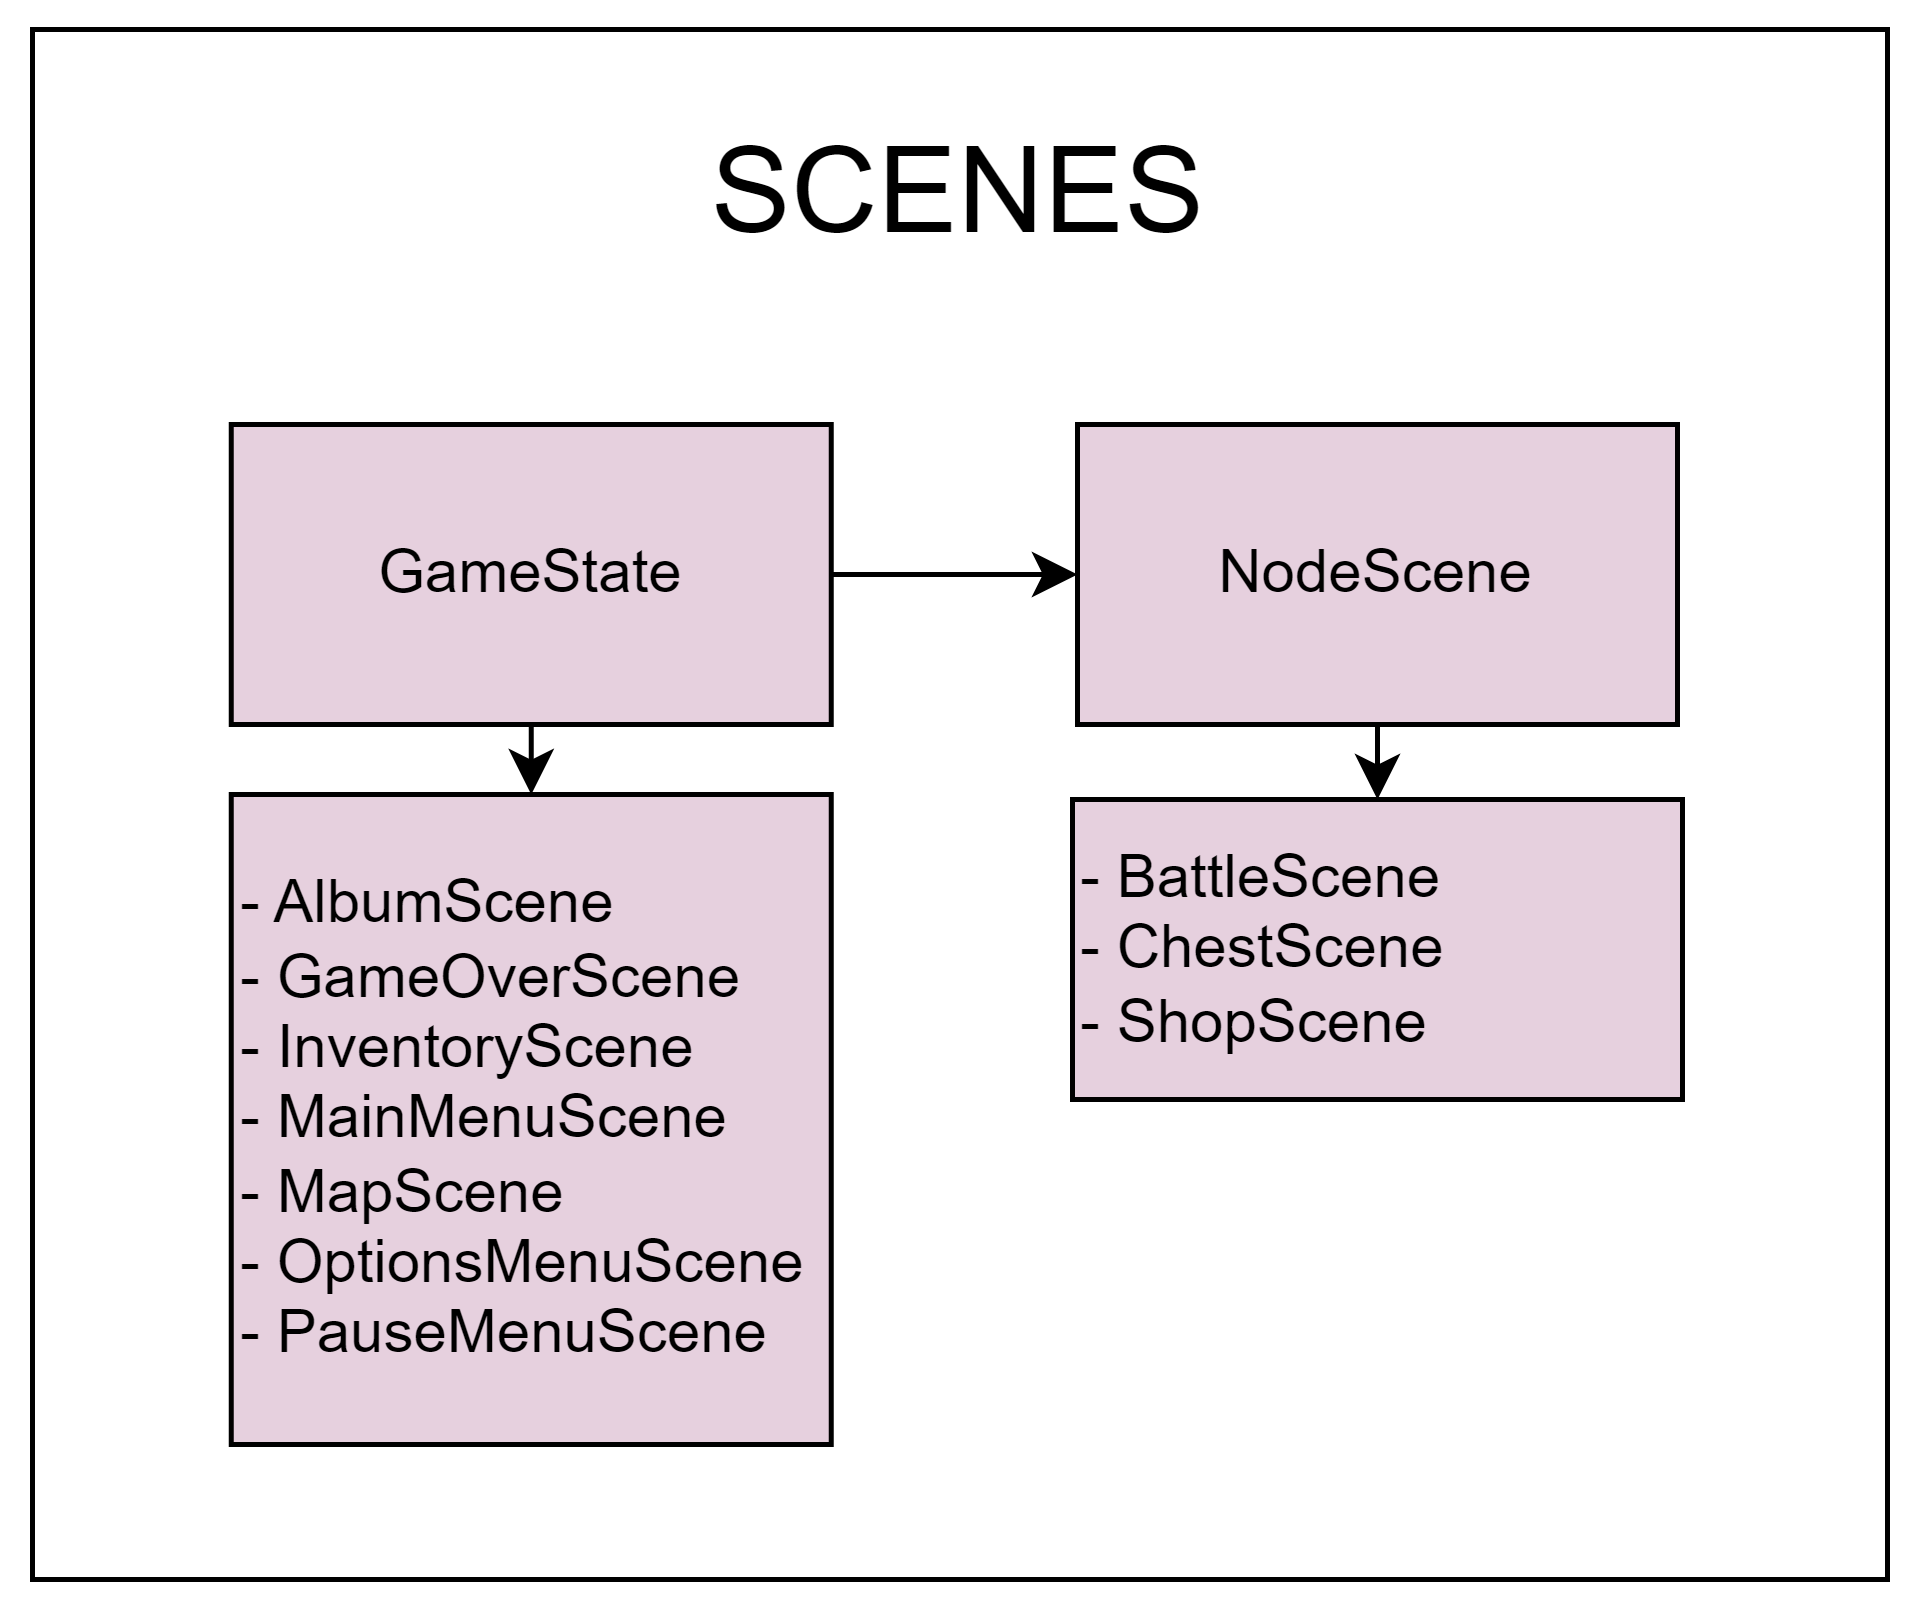 SCENES
GameState
NodeScene
- AlbumScene
- GameOverScene
- InventoryScene
- MainMenuScene
- MapScene
- OptionsMenuScene
- PauseMenuScene
- BattleScene
- ChestScene
- ShopScene